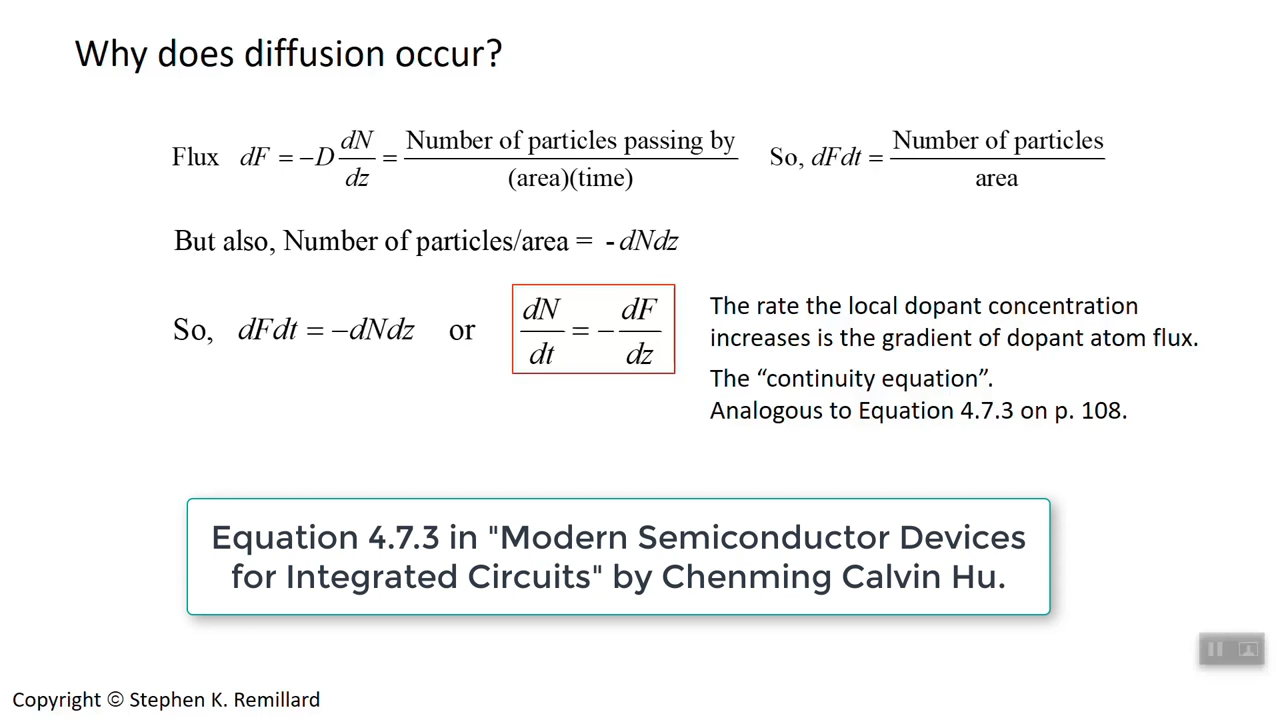 Why does diffusion occur?
Flux dF = −D dN/dz = Number of particles passing by/(area)(time) So, dFdt = Number of particles/area
But also, Number of particles/area = -dNdz
So, dFdt = −dNdz or dN/dt = − dF/dz
The rate the local dopant concentration
increases is the gradient of dopant atom flux.
The “continuity equation”.
Analogous to Equation 4.7.3 on p. 108.
Equation 4.7.3 in "Modern Semiconductor Devices
for Integrated Circuits" by Chenming Calvin Hu.
Copyright © Stephen K. Remillard